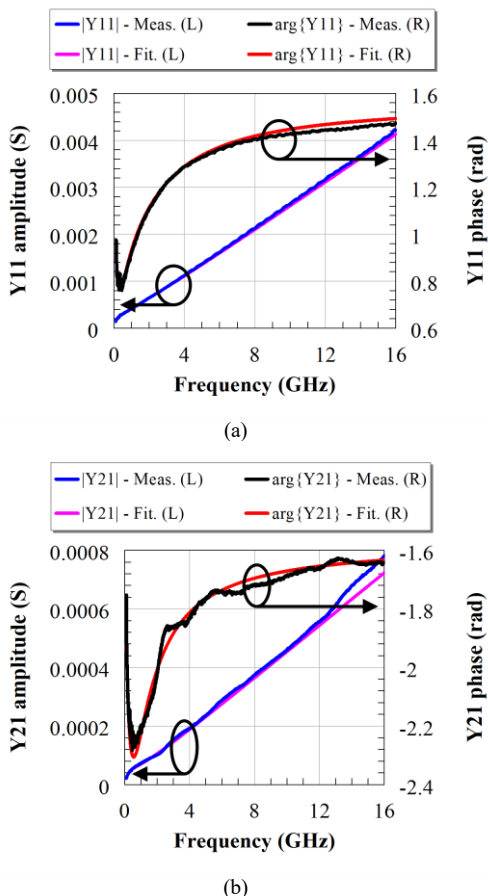 |Y11| - Meas. (L) arg{Y11} - Meas. (R)
|Y11| - Fit. (L) arg{Y11} - Fit. (R)
0.005 1.6
0.004 1.4
0.003 1.2
0.002 1
0.001 0.8
0 0.6
0 4 8 12 16
Y11 amplitude (S)
Y11 phase (rad)
Frequency (GHz)
(a)
|Y21| - Meas. (L) arg{Y21} - Meas. (R)
|Y21| - Fit. (L) arg{Y21} - Fit. (R)
0.0008 -1.6
0.0006 -1.8
0.0004 -2
0.0002 -2.2
0 -2.4
0 4 8 12 16
Y21 amplitude (S)
Y21 phase (rad)
Frequency (GHz)
(b)